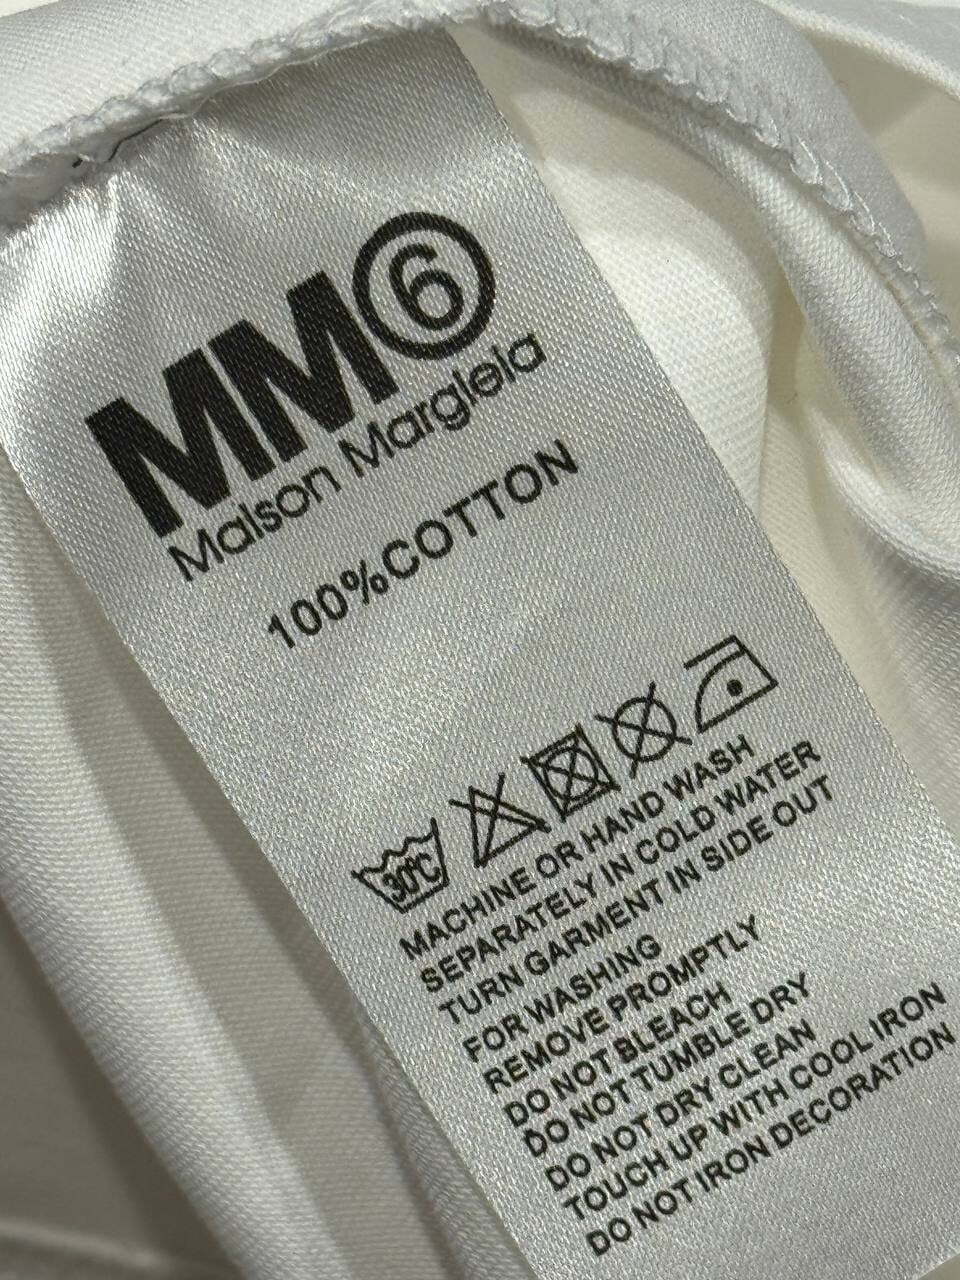 MM6
Maison Margiela
100%COTTON
30°C
MACHINE OR HAND WASH
SEPARATELY IN COLD WATER
TURN GARMENT IN SIDE OUT
FOR WASHING
REMOVE PROMPTLY
DO NOT BLEACH
DO NOT TUMBLE DRY
DO NOT DRY CLEAN
TOUCH UP WITH COOL IRON
DO NOT IRON DECORATION